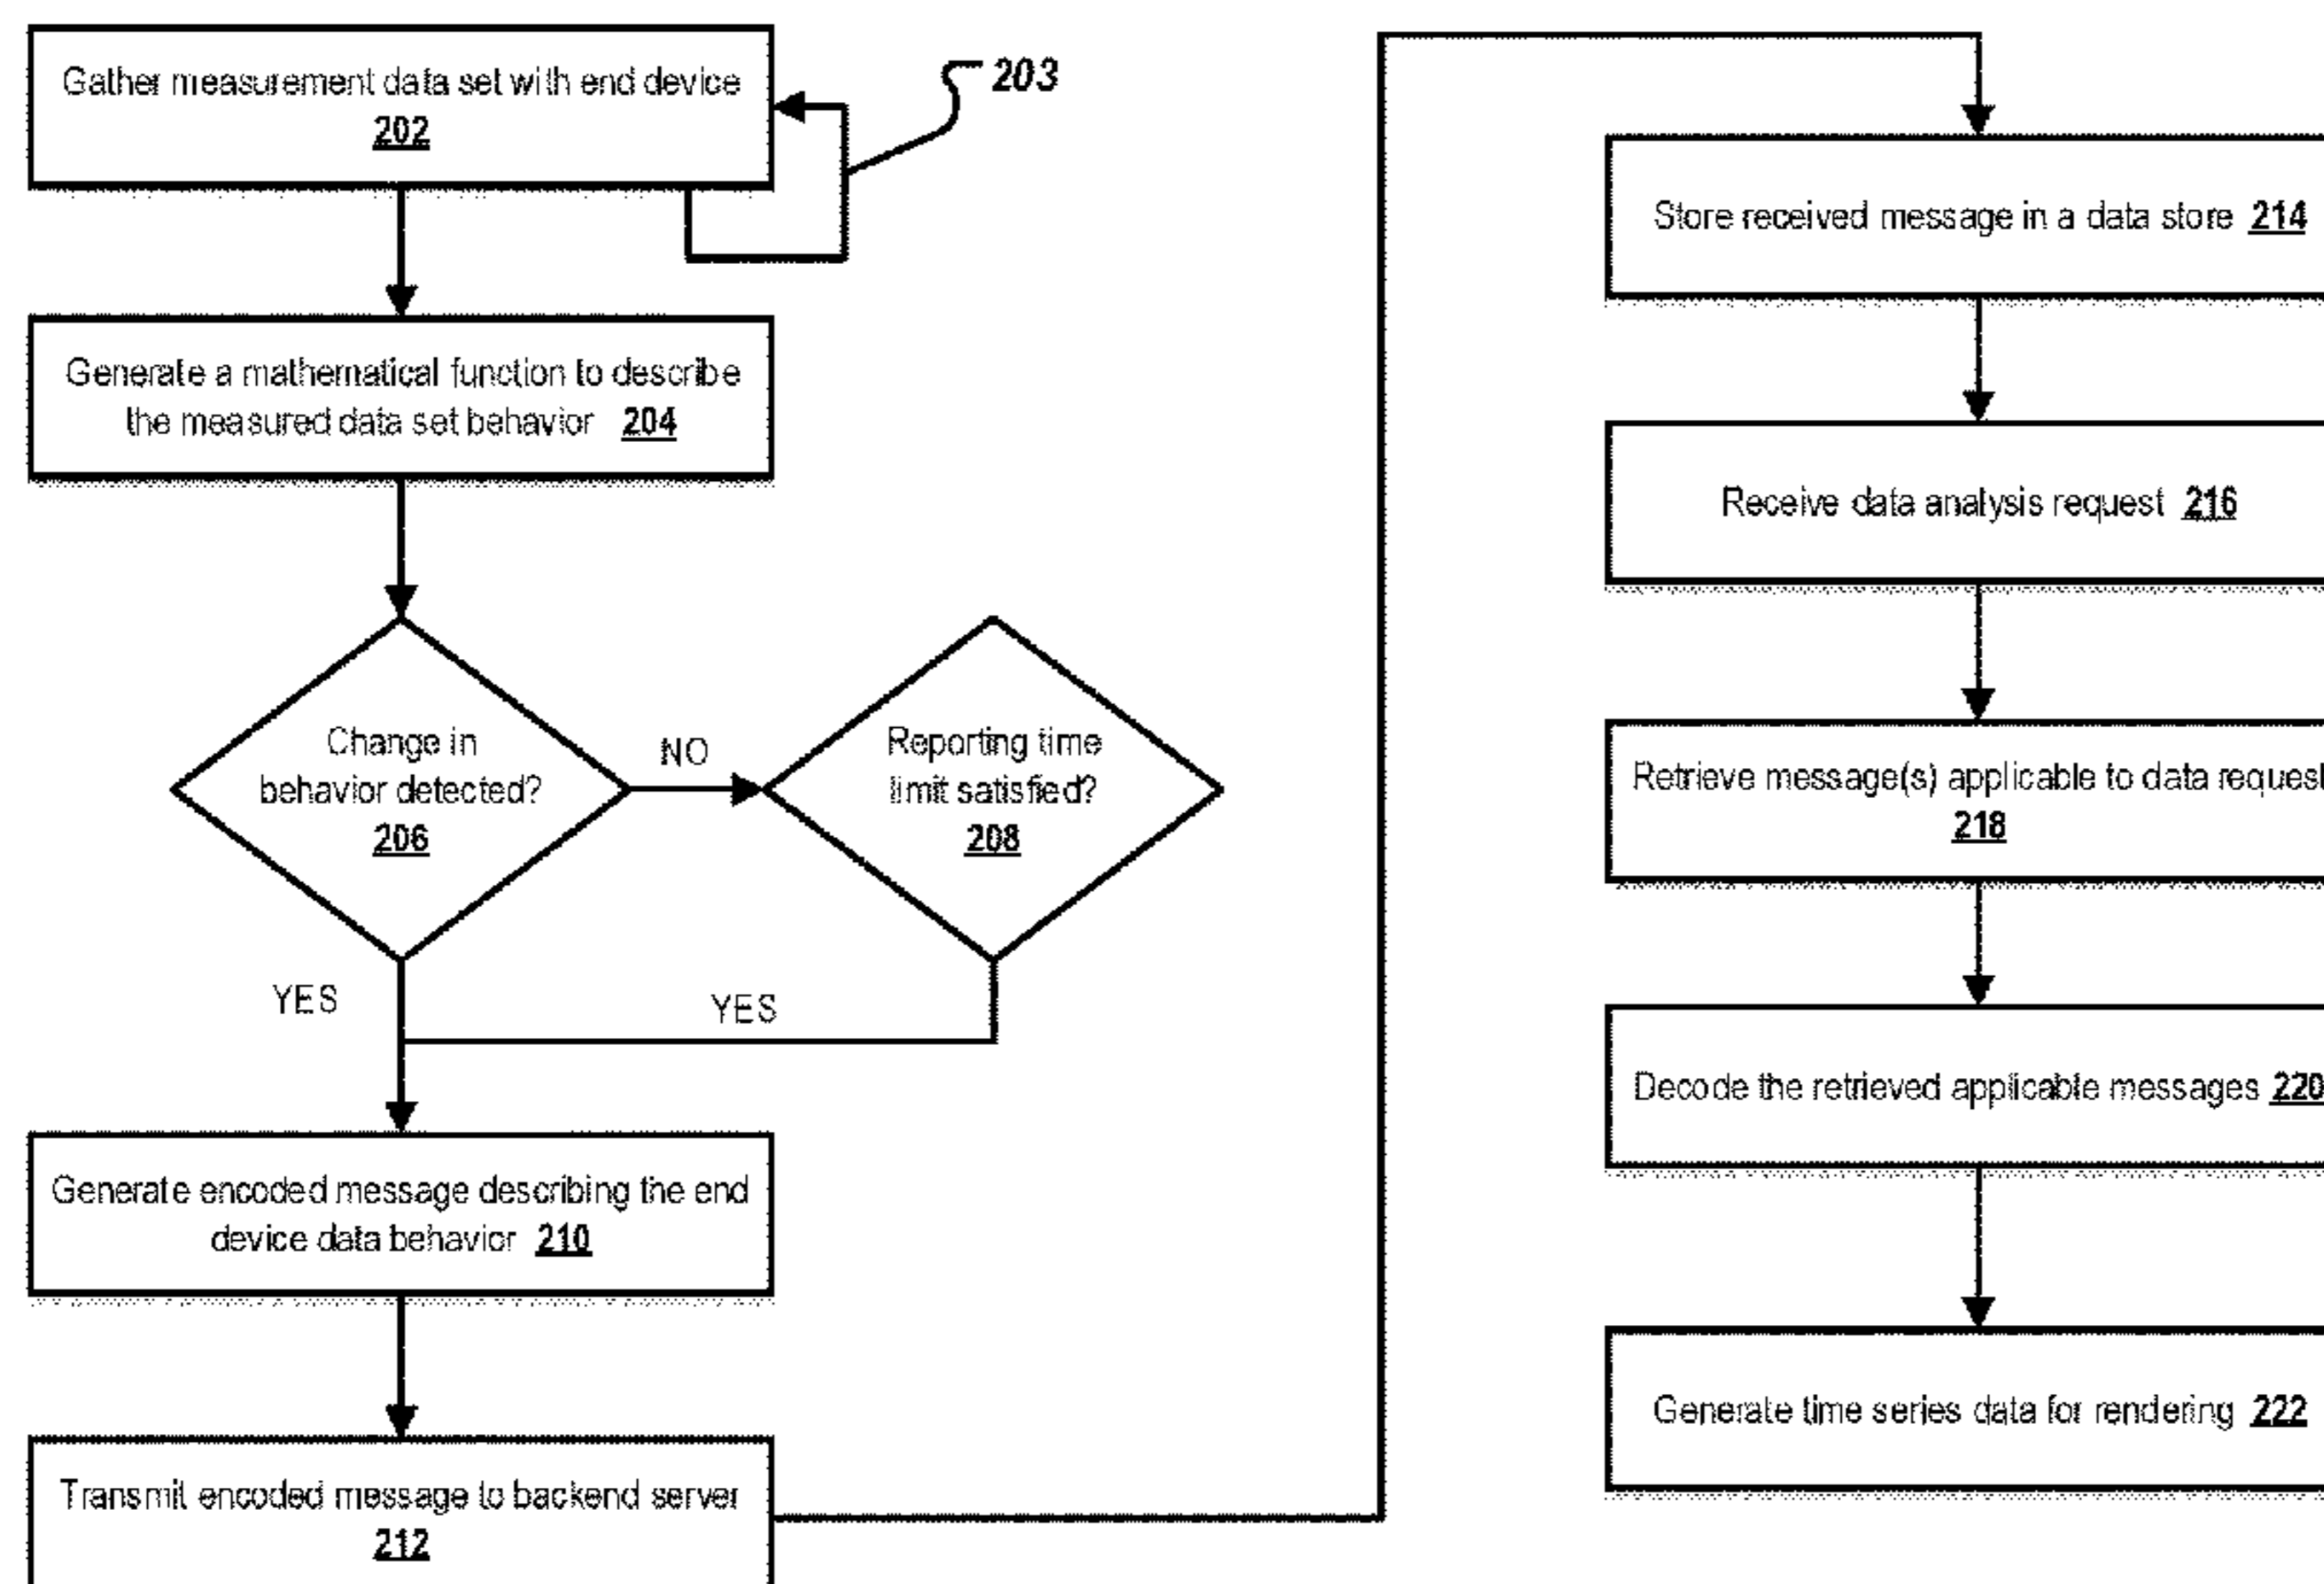 Gather measurement data set with end device
202
203
Generate a mathematical function to describe
the measured data set behavior 204
Change in
behavior detected?
206
NO
Reporting time
limit satisfied?
208
YES
YES
Generate encoded message describing the end
device data behavior 210
Transmit encoded message to backend server
212
Store received message in a data store 214
Receive data analysis request 216
Retrieve message(s) applicable to data request
218
Decode the retrieved applicable messages 220
Generate time series data for rendering 222